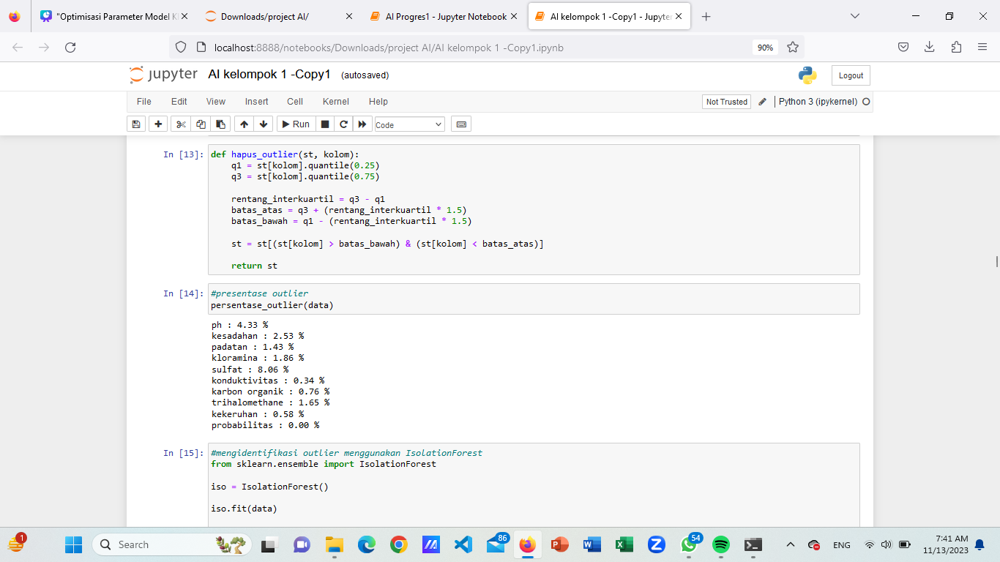 "Optimisasi Parameter Model K
Downloads/project AI/
AI Progres1 - Jupyter Notebook
AI kelompok 1 -Copy1 - Jupyter
localhost:8888/notebooks/Downloads/project AI/AI kelompok 1 -Copy1.ipynb
90%
jupyter
AI kelompok 1 -Copy1 (autosaved)
Logout
File Edit View Insert Cell Kernel Help
Not Trusted
Python 3 (ipykernel)
Run
Code
In [13]:
def hapus_outlier(st, kolom):
q1 = st[kolom].quantile(0.25)
q3 = st[kolom].quantile(0.75)
rentang_interkuartil = q3 - q1
batas_atas = q3 + (rentang_interkuartil * 1.5)
batas_bawah = q1 - (rentang_interkuartil * 1.5)
st = st[(st[kolom] > batas_bawah) & (st[kolom] < batas_atas)]
return st
In [14]:
#presentase outlier
persentase_outlier(data)
ph : 4.33 %
kesadahan : 2.53 %
padatan : 1.43 %
kloramina : 1.86 %
sulfat : 8.06 %
konduktivitas : 0.34 %
karbon organik : 0.76 %
trihalomethane : 1.65 %
kekeruhan : 0.58 %
probabilitas : 0.00 %
In [15]:
#mengidentifikasi outlier menggunakan IsolationForest
from sklearn.ensemble import IsolationForest
iso = IsolationForest()
iso.fit(data)
1
Search
86
54
ENG
7:41 AM
11/13/2023